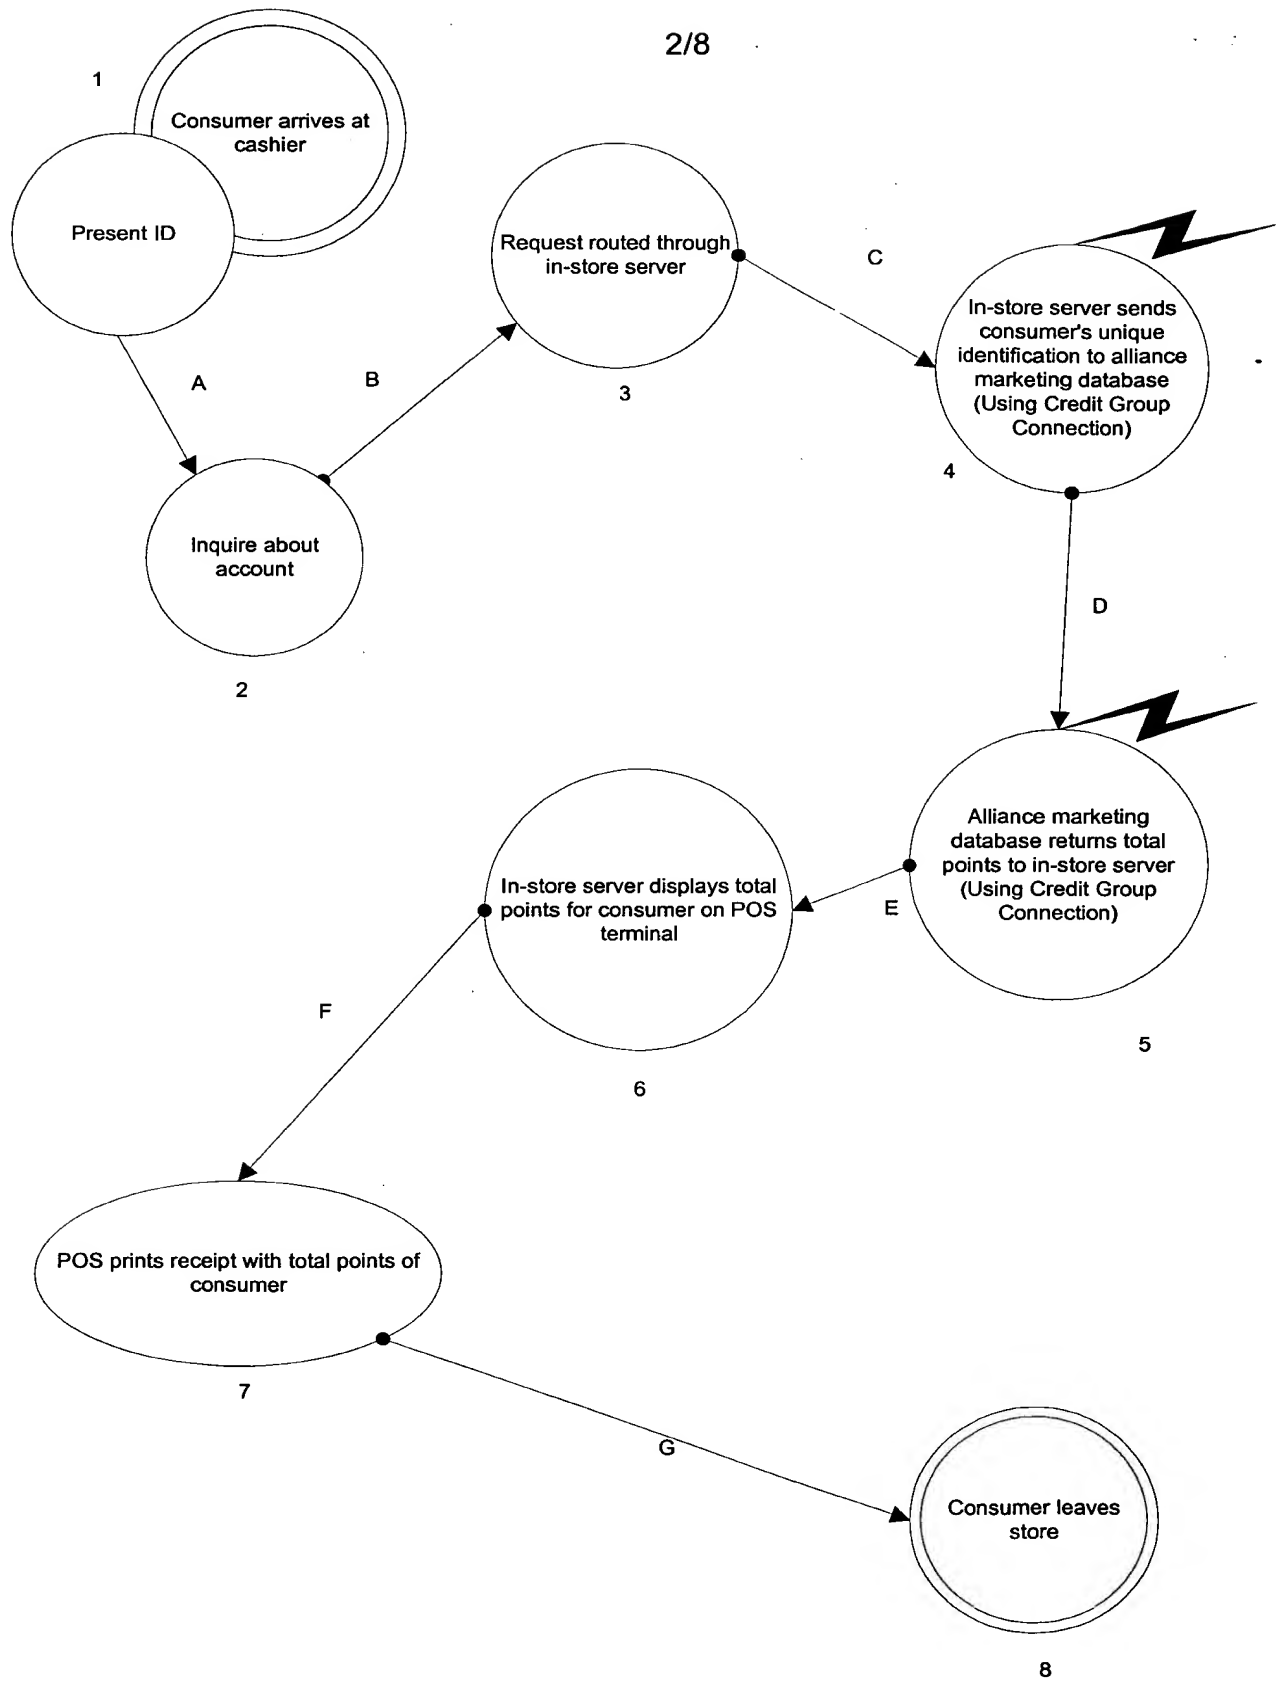 2/8
1
Consumer arrives at
cashier
Present ID
A
B
Request routed through
in-store server
3
C
In-store server sends
consumer's unique
identification to alliance
marketing database
(Using Credit Group
Connection)
4
Inquire about
account
2
D
Alliance marketing
database returns total
points to in-store server
(Using Credit Group
Connection)
5
E
In-store server displays total
points for consumer on POS
terminal
6
F
POS prints receipt with total points of
consumer
7
G
Consumer leaves
store
8